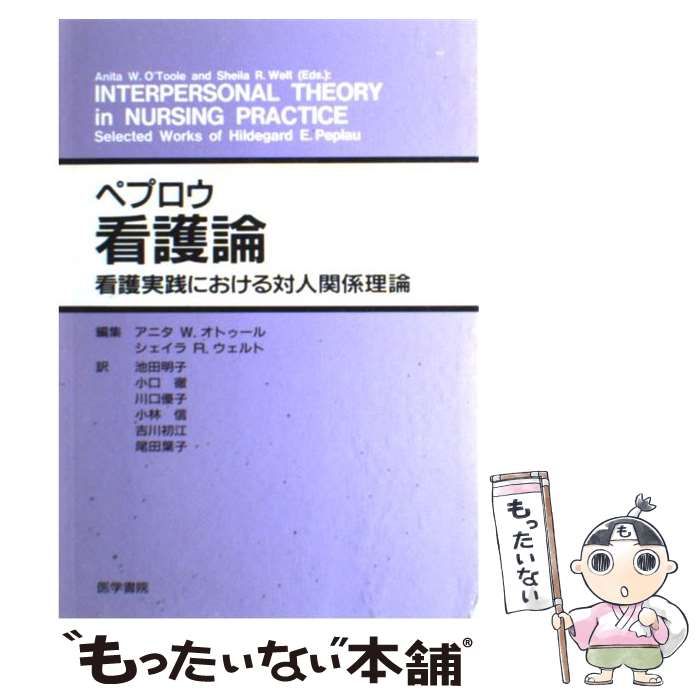 Anita W. O'Toole and Sheila R. Welt (Eds.):
INTERPERSONAL THEORY
in NURSING PRACTICE
Selected Works of Hildegard E. Peplau
ペプロウ
看護論
看護実践における対人関係理論
編集 アニタ W. オトゥール
シェイラ R. ウェルト
訳 池田明子
小口 徹
川口優子
小林 信
吉川初江
尾田葉子
医学書院
も
もったいない
"もったいない"本舗®